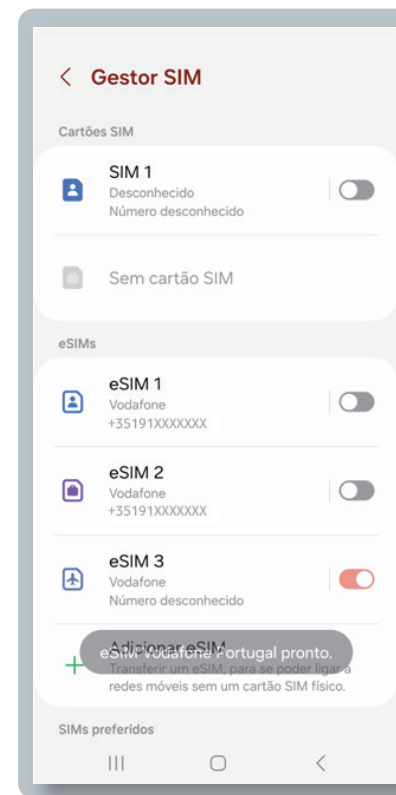 Gestor SIM
Cartões SIM
SIM 1
Desconhecido
Número desconhecido
Sem cartão SIM
eSIMs
eSIM 1
Vodafone
+35191XXXXXXX
eSIM 2
Vodafone
+35191XXXXXXX
eSIM 3
Vodafone
Número desconhecido
Adicionar eSIM
eSIM Vodafone Portugal pronto.
Transferir um eSIM, para se poder ligar a
redes móveis sem um cartão SIM físico.
SIMs preferidos